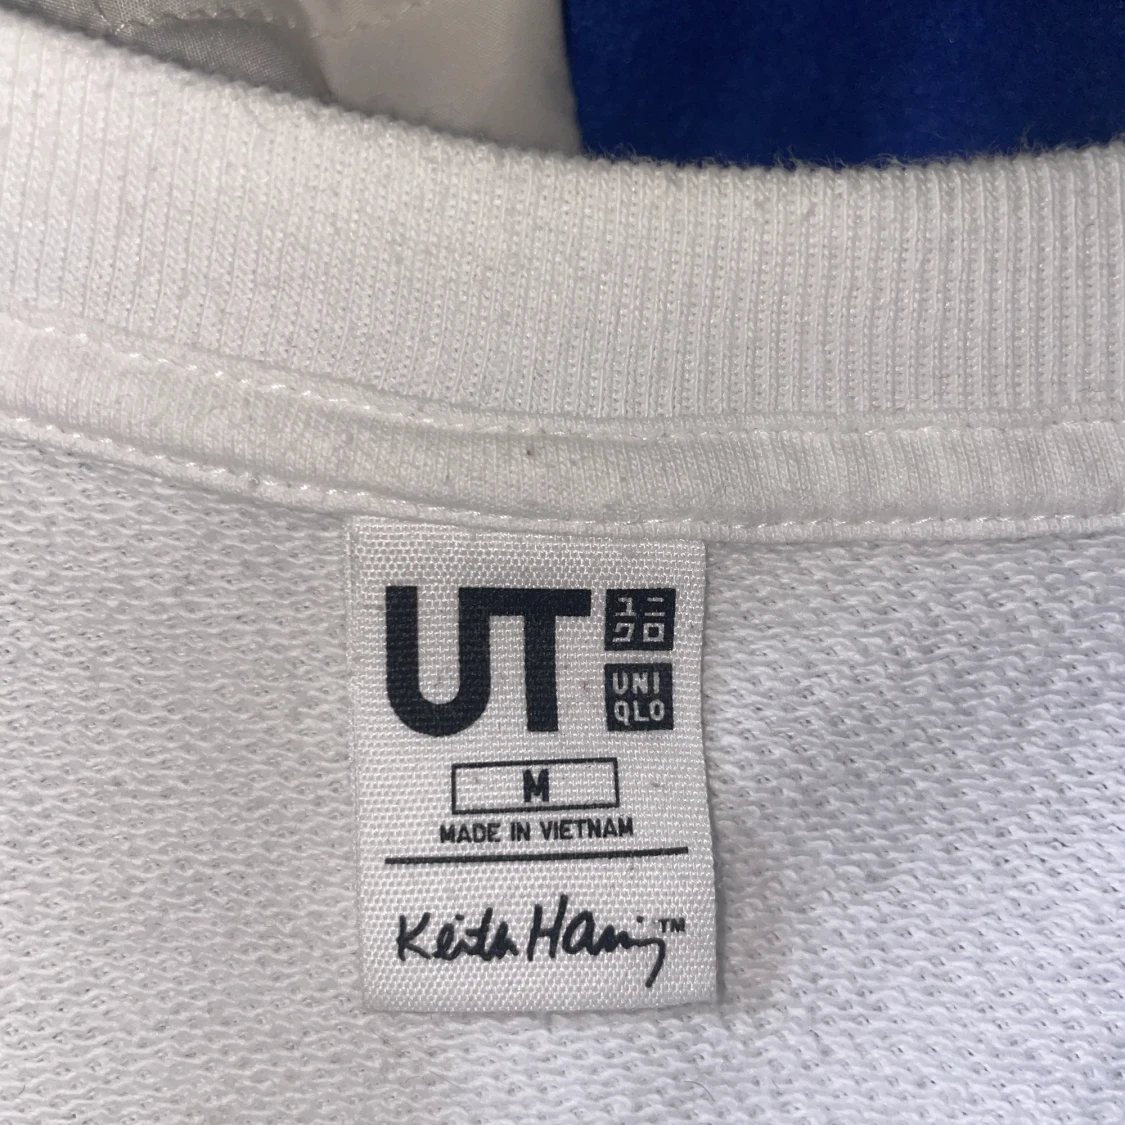 UT
ユニ
クロ
UNI
QLO
M
MADE IN VIETNAM
Keith Haring™